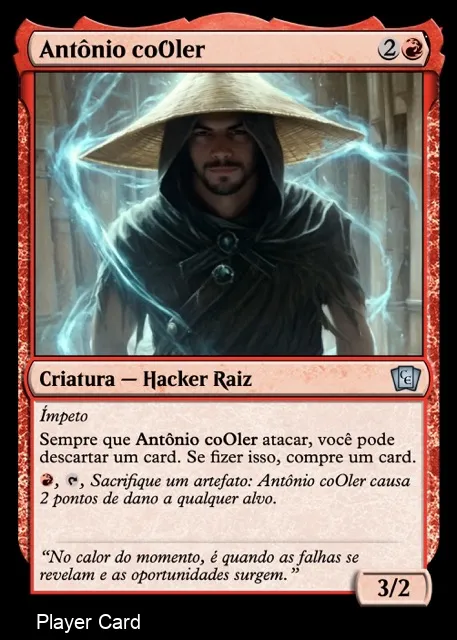 Antônio coOler
2
Criatura — Hacker Raiz
CE
Ímpeto
Sempre que Antônio coOler atacar, você pode
descartar um card. Se fizer isso, compre um card.
, , Sacrifique um artefato: Antônio coOler causa
2 pontos de dano a qualquer alvo.
“No calor do momento, é quando as falhas se
revelam e as oportunidades surgem.”
3/2
Player Card